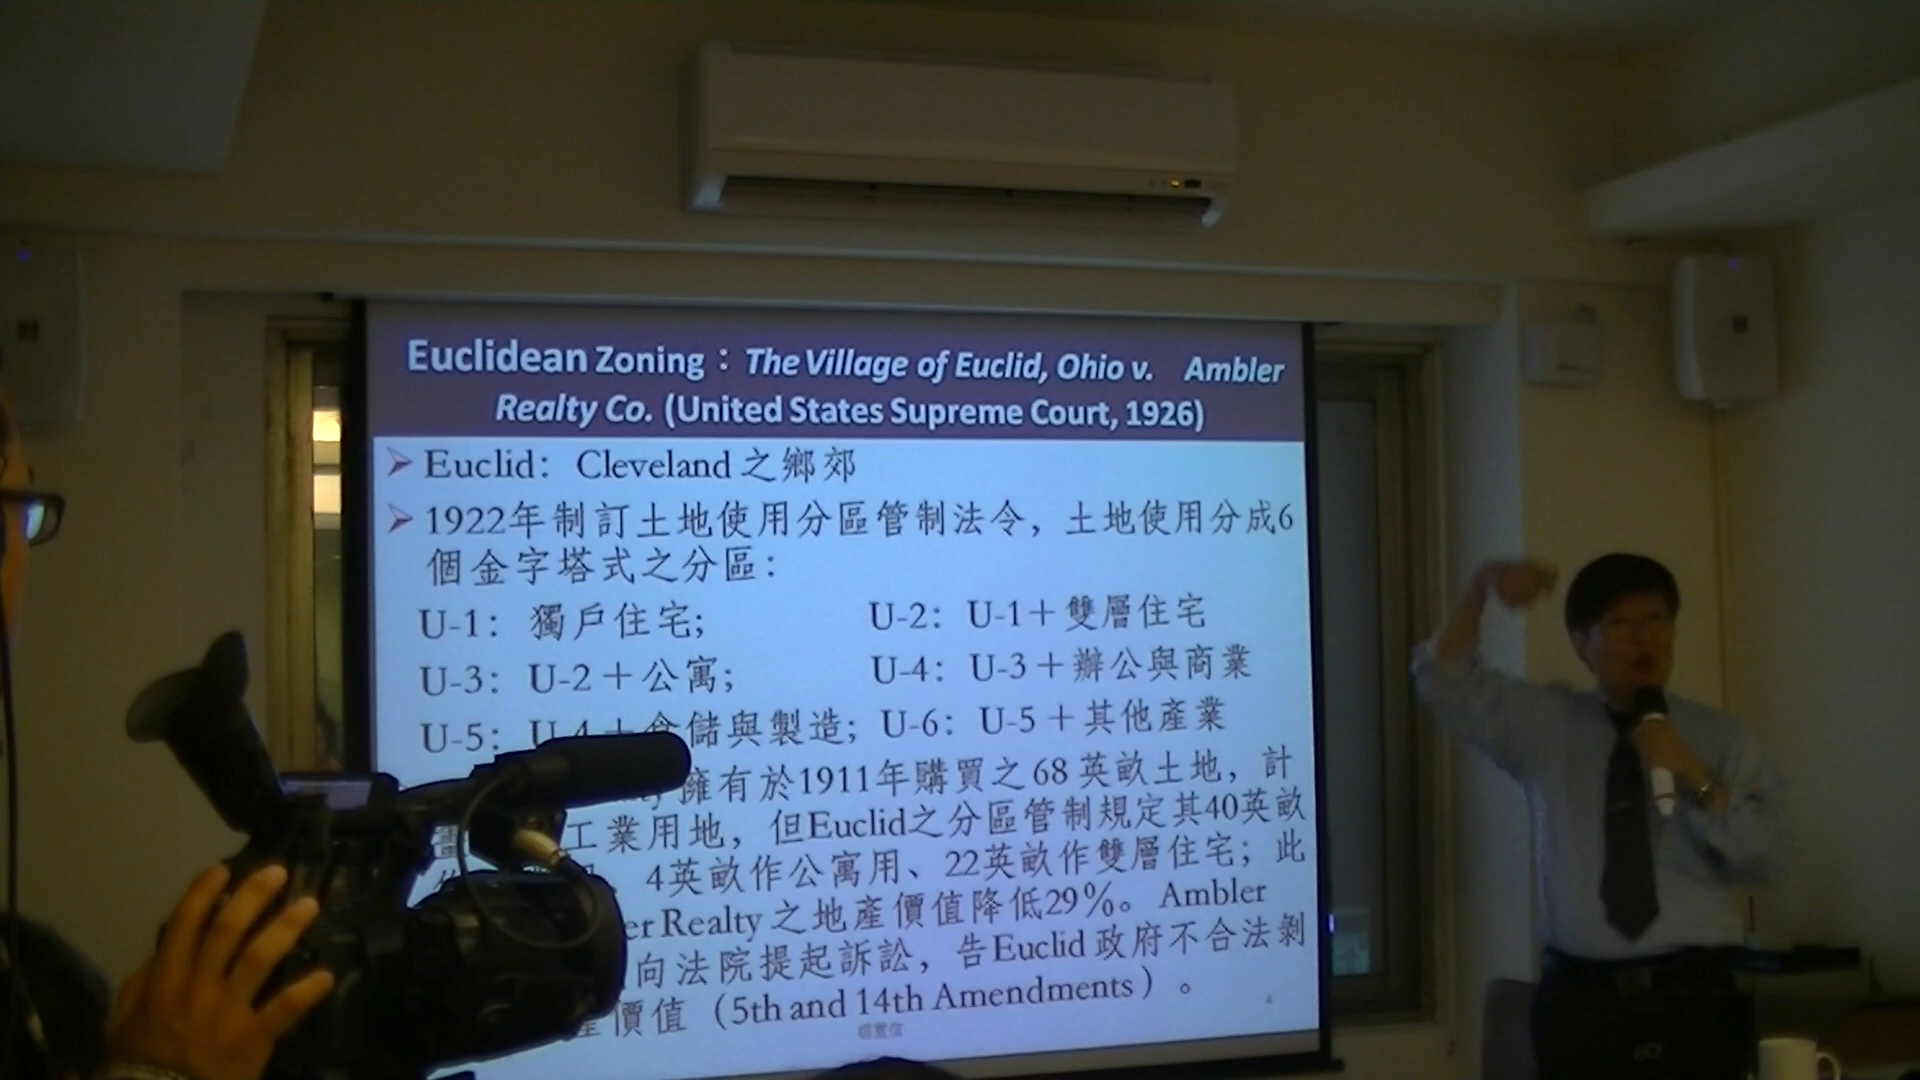 Euclidean Zoning：The Village of Euclid, Ohio v. Ambler
Realty Co. (United States Supreme Court, 1926)
Euclid: Cleveland之鄉郊
1922年制訂土地使用分區管制法令，土地使用分成6
個金字塔式之分區：
U-1: 獨戶住宅; U-2: U-1＋雙層住宅
U-3: U-2＋公寓; U-4: U-3＋辦公與商業
U-5: U-4＋倉儲與製造; U-6: U-5＋其他產業
擁有於1911年購買之68英畝土地，計
工業用地，但Euclid之分區管制規定其40英畝
、4英畝作公寓用、22英畝作雙層住宅；此
er Realty之地產價值降低29%。Ambler
向法院提起訴訟，告Euclid政府不合法剝
產價值（5th and 14th Amendments）。
楊重信
4